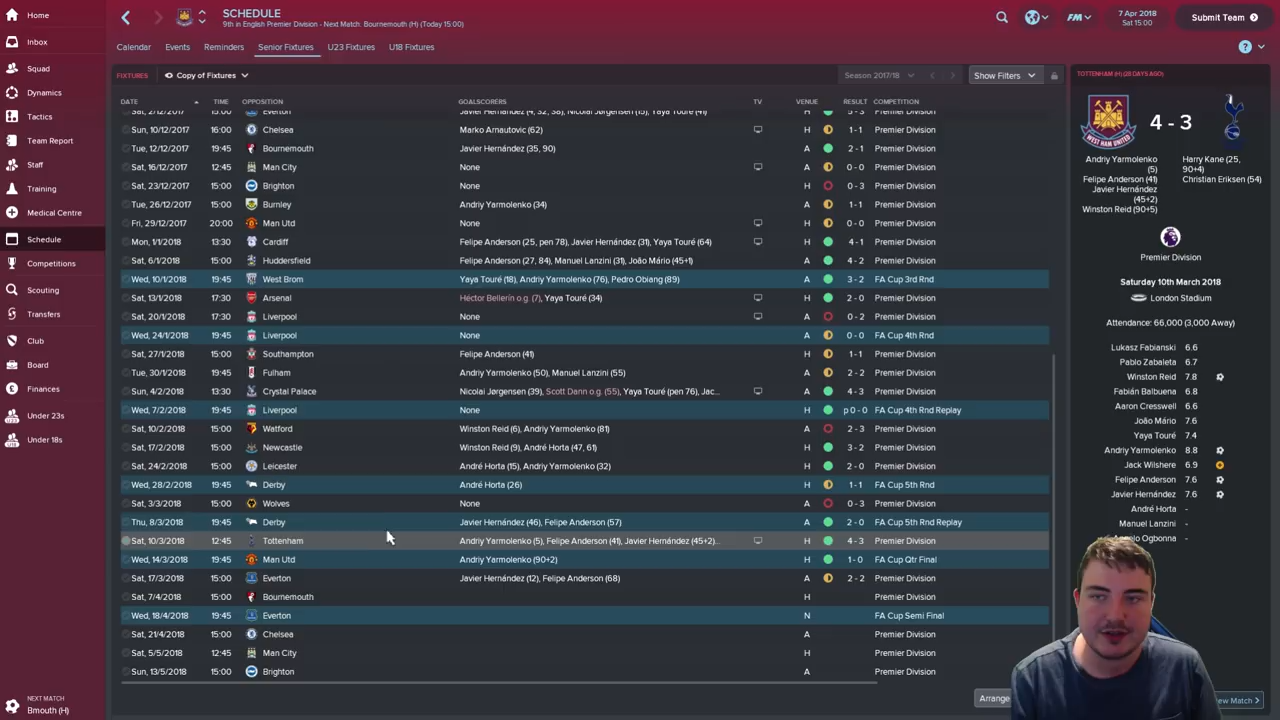 Home
Inbox
Squad
Dynamics
Tactics
Team Report
Staff
Training
Medical Centre
Schedule
Competitions
Scouting
Transfers
Club
Board
Finances
Under 23s
Under 18s
NEXT MATCH
Bmouth (H)
SCHEDULE
9th in English Premier Division - Next Match: Bournemouth (H) (Today 15:00)
FM
7 Apr 2018
Sat 15:00
Submit Team
Calendar Events Reminders Senior Fixtures U23 Fixtures U18 Fixtures
FIXTURES Copy of Fixtures Season 2017/18 Show Filters
DATE TIME OPPOSITION GOALSCORERS TV VENUE RESULT COMPETITION
Sat, 2/12/2017 15:00 Everton Javier Hernández (4, 32, 38), Nicolai Jørgensen (15), Yaya Touré (41) A 5-3 Premier Division
Sun, 10/12/2017 16:00 Chelsea Marko Arnautovic (62) H 1-1 Premier Division
Tue, 12/12/2017 19:45 Bournemouth Javier Hernández (35, 90) A 2-1 Premier Division
Sat, 16/12/2017 12:45 Man City None A 0-0 Premier Division
Sat, 23/12/2017 15:00 Brighton None H 0-3 Premier Division
Tue, 26/12/2017 15:00 Burnley Andriy Yarmolenko (34) A 1-1 Premier Division
Fri, 29/12/2017 20:00 Man Utd None A 0-0 Premier Division
Mon, 1/1/2018 13:30 Cardiff Felipe Anderson (25, pen 78), Javier Hernández (31), Yaya Touré (64) H 4-1 Premier Division
Sat, 6/1/2018 15:00 Huddersfield Felipe Anderson (27, 84), Manuel Lanzini (31), João Mário (45+1) A 4-2 Premier Division
Wed, 10/1/2018 19:45 West Brom Yaya Touré (18), Andriy Yarmolenko (76), Pedro Obiang (89) H 3-2 FA Cup 3rd Rnd
Sat, 13/1/2018 17:30 Arsenal Héctor Bellerín o.g. (7), Yaya Touré (34) H 2-0 Premier Division
Sat, 20/1/2018 17:30 Liverpool None A 0-2 Premier Division
Wed, 24/1/2018 19:45 Liverpool None A 0-0 FA Cup 4th Rnd
Sat, 27/1/2018 15:00 Southampton Felipe Anderson (41) H 1-1 Premier Division
Tue, 30/1/2018 19:45 Fulham Andriy Yarmolenko (50), Manuel Lanzini (55) A 2-2 Premier Division
Sun, 4/2/2018 13:30 Crystal Palace Nicolai Jørgensen (39), Scott Dann o.g. (55), Yaya Touré (pen 76), Jac... H 4-3 Premier Division
Wed, 7/2/2018 19:45 Liverpool None H p 0-0 FA Cup 4th Rnd Replay
Sat, 10/2/2018 15:00 Watford Winston Reid (6), Andriy Yarmolenko (81) A 2-3 Premier Division
Sat, 17/2/2018 15:00 Newcastle Winston Reid (9), André Horta (47, 61) H 3-2 Premier Division
Sat, 24/2/2018 15:00 Leicester André Horta (15), Andriy Yarmolenko (32) H 2-0 Premier Division
Wed, 28/2/2018 19:45 Derby André Horta (26) H 1-1 FA Cup 5th Rnd
Sat, 3/3/2018 15:00 Wolves None A 0-3 Premier Division
Thu, 8/3/2018 19:45 Derby Javier Hernández (46), Felipe Anderson (57) A 2-0 FA Cup 5th Rnd Replay
Sat, 10/3/2018 12:45 Tottenham Andriy Yarmolenko (5), Felipe Anderson (41), Javier Hernández (45+2)... H 4-3 Premier Division
Wed, 14/3/2018 19:45 Man Utd Andriy Yarmolenko (90+2) H 1-0 FA Cup Qtr Final
Sat, 17/3/2018 15:00 Everton Javier Hernández (12), Felipe Anderson (68) A 2-2 Premier Division
Sat, 7/4/2018 15:00 Bournemouth H Premier Division
Wed, 18/4/2018 19:45 Everton N FA Cup Semi Final
Sat, 21/4/2018 15:00 Chelsea A Premier Division
Sat, 5/5/2018 12:45 Man City H Premier Division
Sun, 13/5/2018 15:00 Brighton A Premier Division
Arrange
TOTTENHAM (H) (28 DAYS AGO)
WEST HAM UNITED
4 - 3
Andriy Yarmolenko (5)
Felipe Anderson (41)
Javier Hernández (45+2)
Winston Reid (90+5)
Harry Kane (25, 90+4)
Christian Eriksen (54)
Premier Division
Saturday 10th March 2018
London Stadium
Attendance: 66,000 (3,000 Away)
Lukasz Fabianski 6.6
Pablo Zabaleta 6.7
Winston Reid 7.8
Fabián Balbuena 6.8
Aaron Cresswell 6.6
João Mário 7.6
Yaya Touré 7.4
Andriy Yarmolenko 8.8
Jack Wilshere 6.9
Felipe Anderson 7.6
Javier Hernández 7.6
André Horta -
Manuel Lanzini -
Ogbonna -
Match